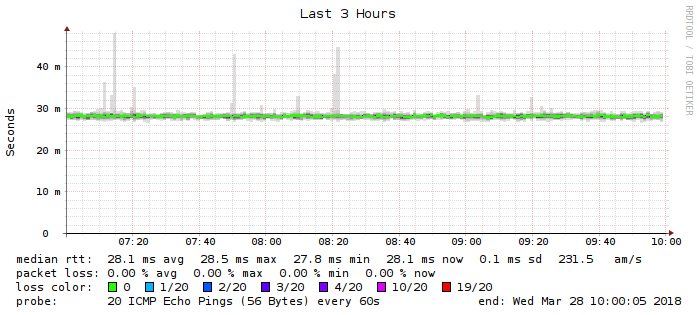 Last 3 Hours
RRDTOOL / TOBI OETIKER
Seconds
40 m
30 m
20 m
10 m
0
07:20 07:40 08:00 08:20 08:40 09:00 09:20 09:40 10:00
median rtt: 28.1 ms avg 28.5 ms max 27.8 ms min 28.1 ms now 0.1 ms sd 231.5 am/s
packet loss: 0.00 % avg 0.00 % max 0.00 % min 0.00 % now
loss color: 0 1/20 2/20 3/20 4/20 10/20 19/20
probe: 20 ICMP Echo Pings (56 Bytes) every 60s end: Wed Mar 28 10:00:05 2018